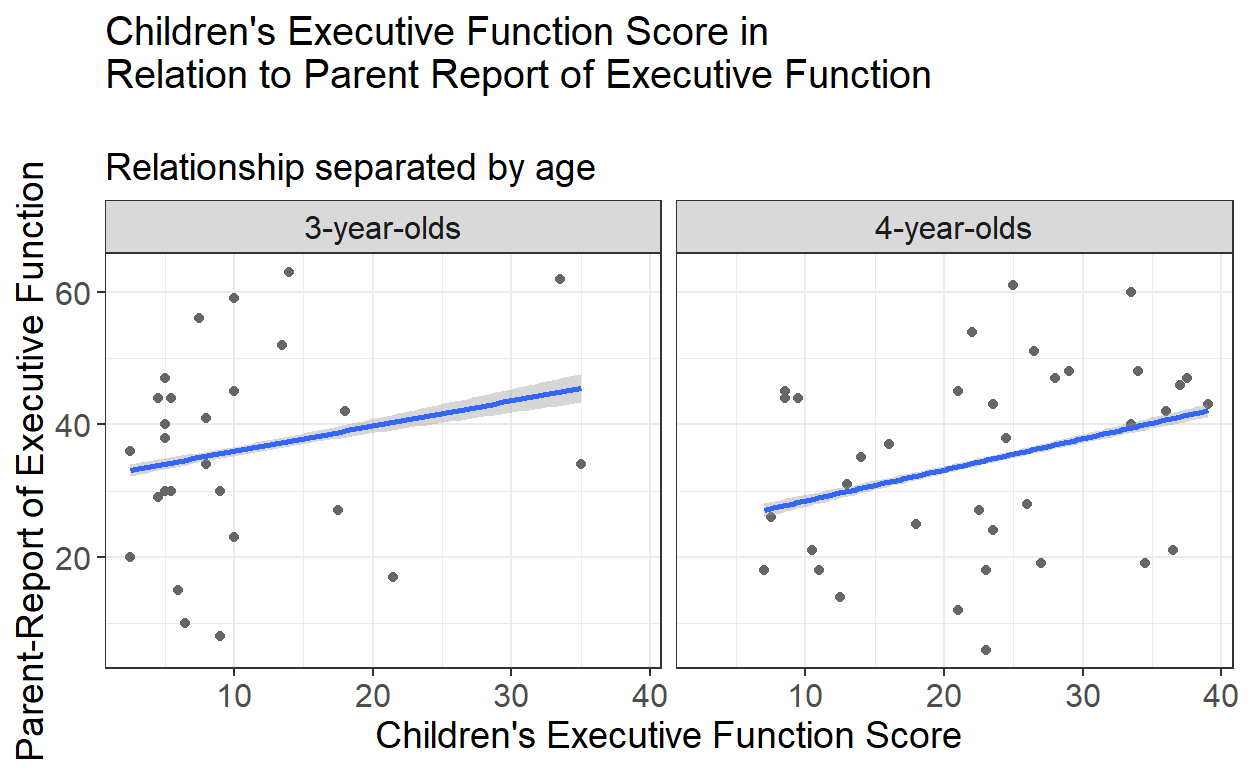 Children's Executive Function Score in
Relation to Parent Report of Executive Function
Relationship separated by age
Parent-Report of Executive Function
3-year-olds
4-year-olds
60
40
20
10 20 30 40
10 20 30 40
Children's Executive Function Score